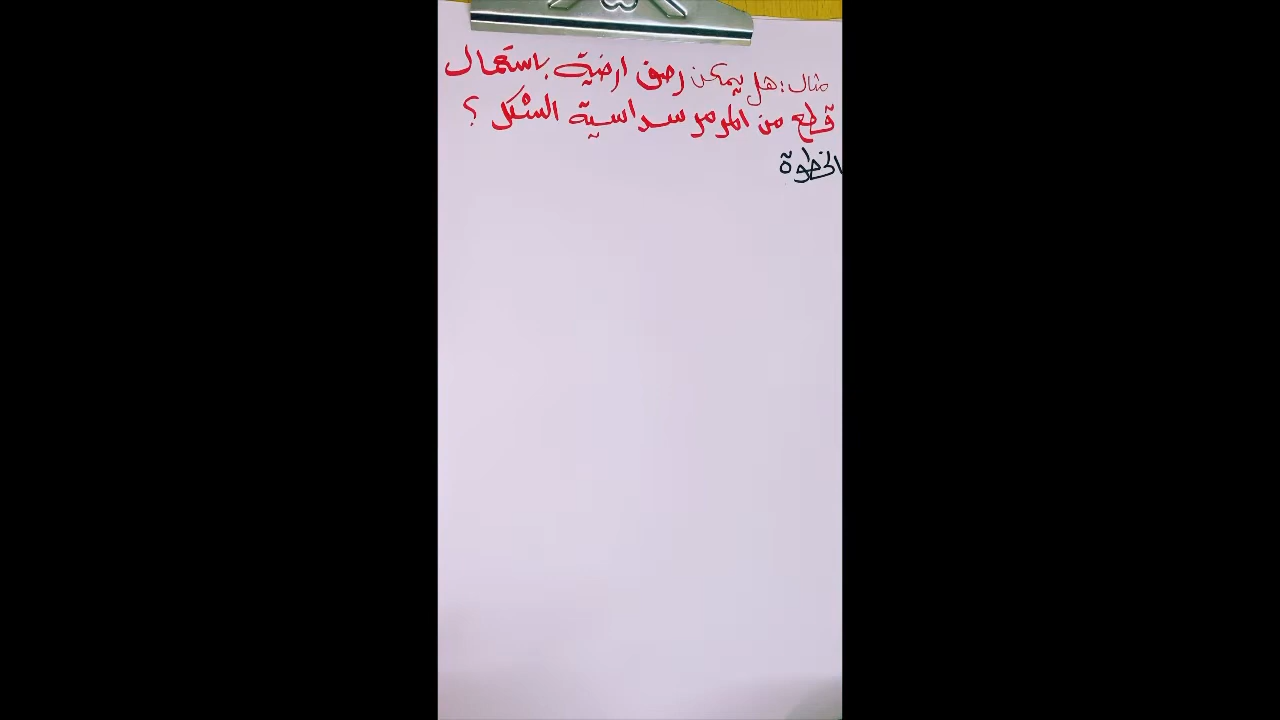 مثال: هل يمكن رصف ارضية باستعمال
قطع من المرمر سداسية الشكل ؟
الخطوة